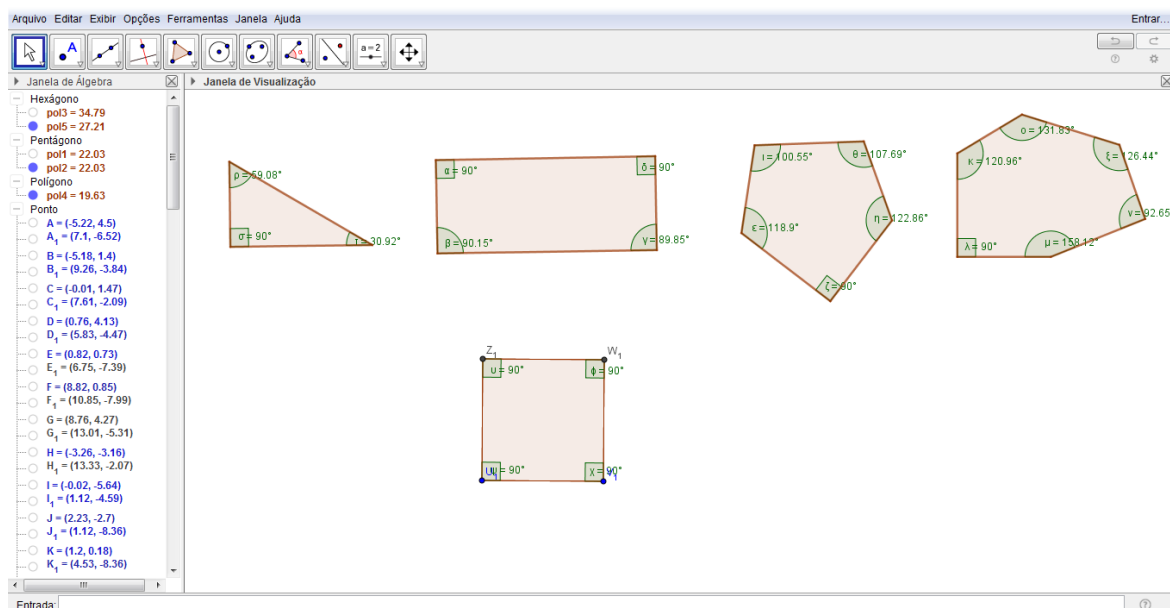 Arquivo Editar Exibir Opções Ferramentas Janela Ajuda
Entrar...
A
α
a = 2
Janela de Álgebra
Janela de Visualização
Hexágono
pol3 = 34.79
pol5 = 27.21
Pentágono
pol1 = 22.03
pol2 = 22.03
Polígono
pol4 = 19.63
Ponto
A = (-5.22, 4.5)
A₁ = (7.1, -6.52)
B = (-5.18, 1.4)
B₁ = (9.26, -3.84)
C = (-0.01, 1.47)
C₁ = (7.61, -2.09)
D = (0.76, 4.13)
D₁ = (5.83, -4.47)
E = (0.82, 0.73)
E₁ = (6.75, -7.39)
F = (8.82, 0.85)
F₁ = (10.85, -7.99)
G = (8.76, 4.27)
G₁ = (13.01, -5.31)
H = (-3.26, -3.16)
H₁ = (13.33, -2.07)
I = (-0.02, -5.64)
I₁ = (1.12, -4.59)
J = (2.23, -2.7)
J₁ = (1.12, -8.36)
K = (1.2, 0.18)
K₁ = (4.53, -8.36)
ρ = 59.08°
σ = 90°
τ = 30.92°
α = 90°
δ = 90°
β = 90.15°
γ = 89.85°
ι = 100.55°
θ = 107.69°
ε = 118.9°
η = 122.86°
ζ = 90°
ο = 131.83°
κ = 120.96°
ξ = 126.44°
ν = 92.65
λ = 90°
μ = 158.12°
Z₁
W₁
υ = 90°
φ = 90°
= 90°
χ = 90°
Entrada: